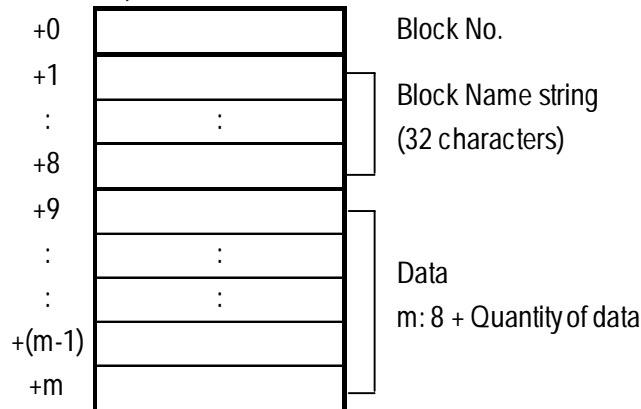 +0 Block No.
+1
Block Name string
: :
(32 characters)
+8
+9
: :
Data
: :
m: 8 + Quantity of data
+(m-1)
+m